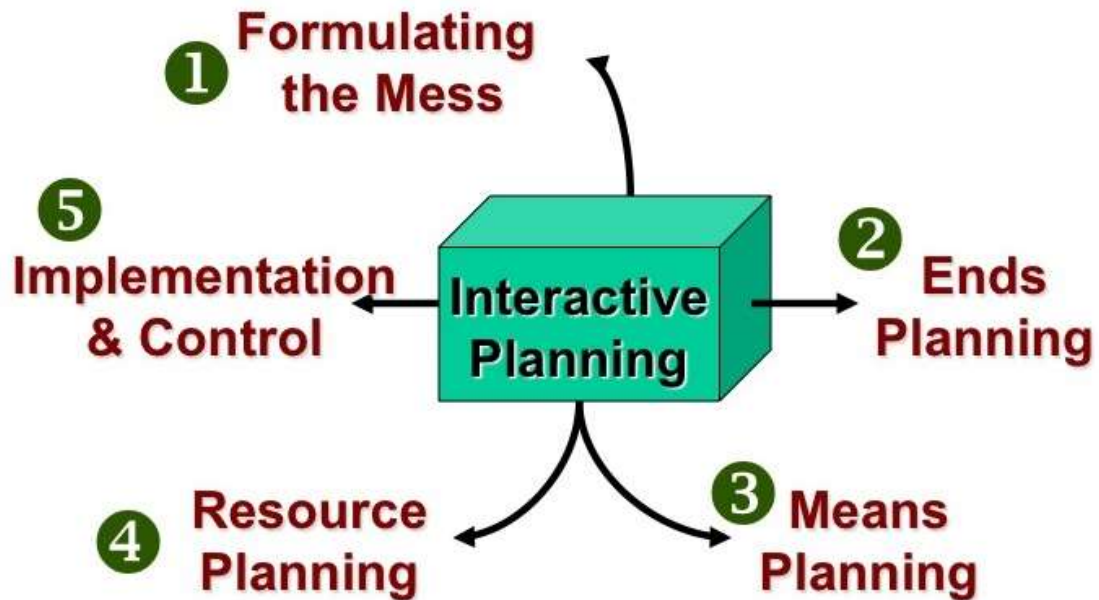 1
Formulating
the Mess
2
Ends
Planning
3
Means
Planning
4
Resource
Planning
5
Implementation
& Control
Interactive
Planning